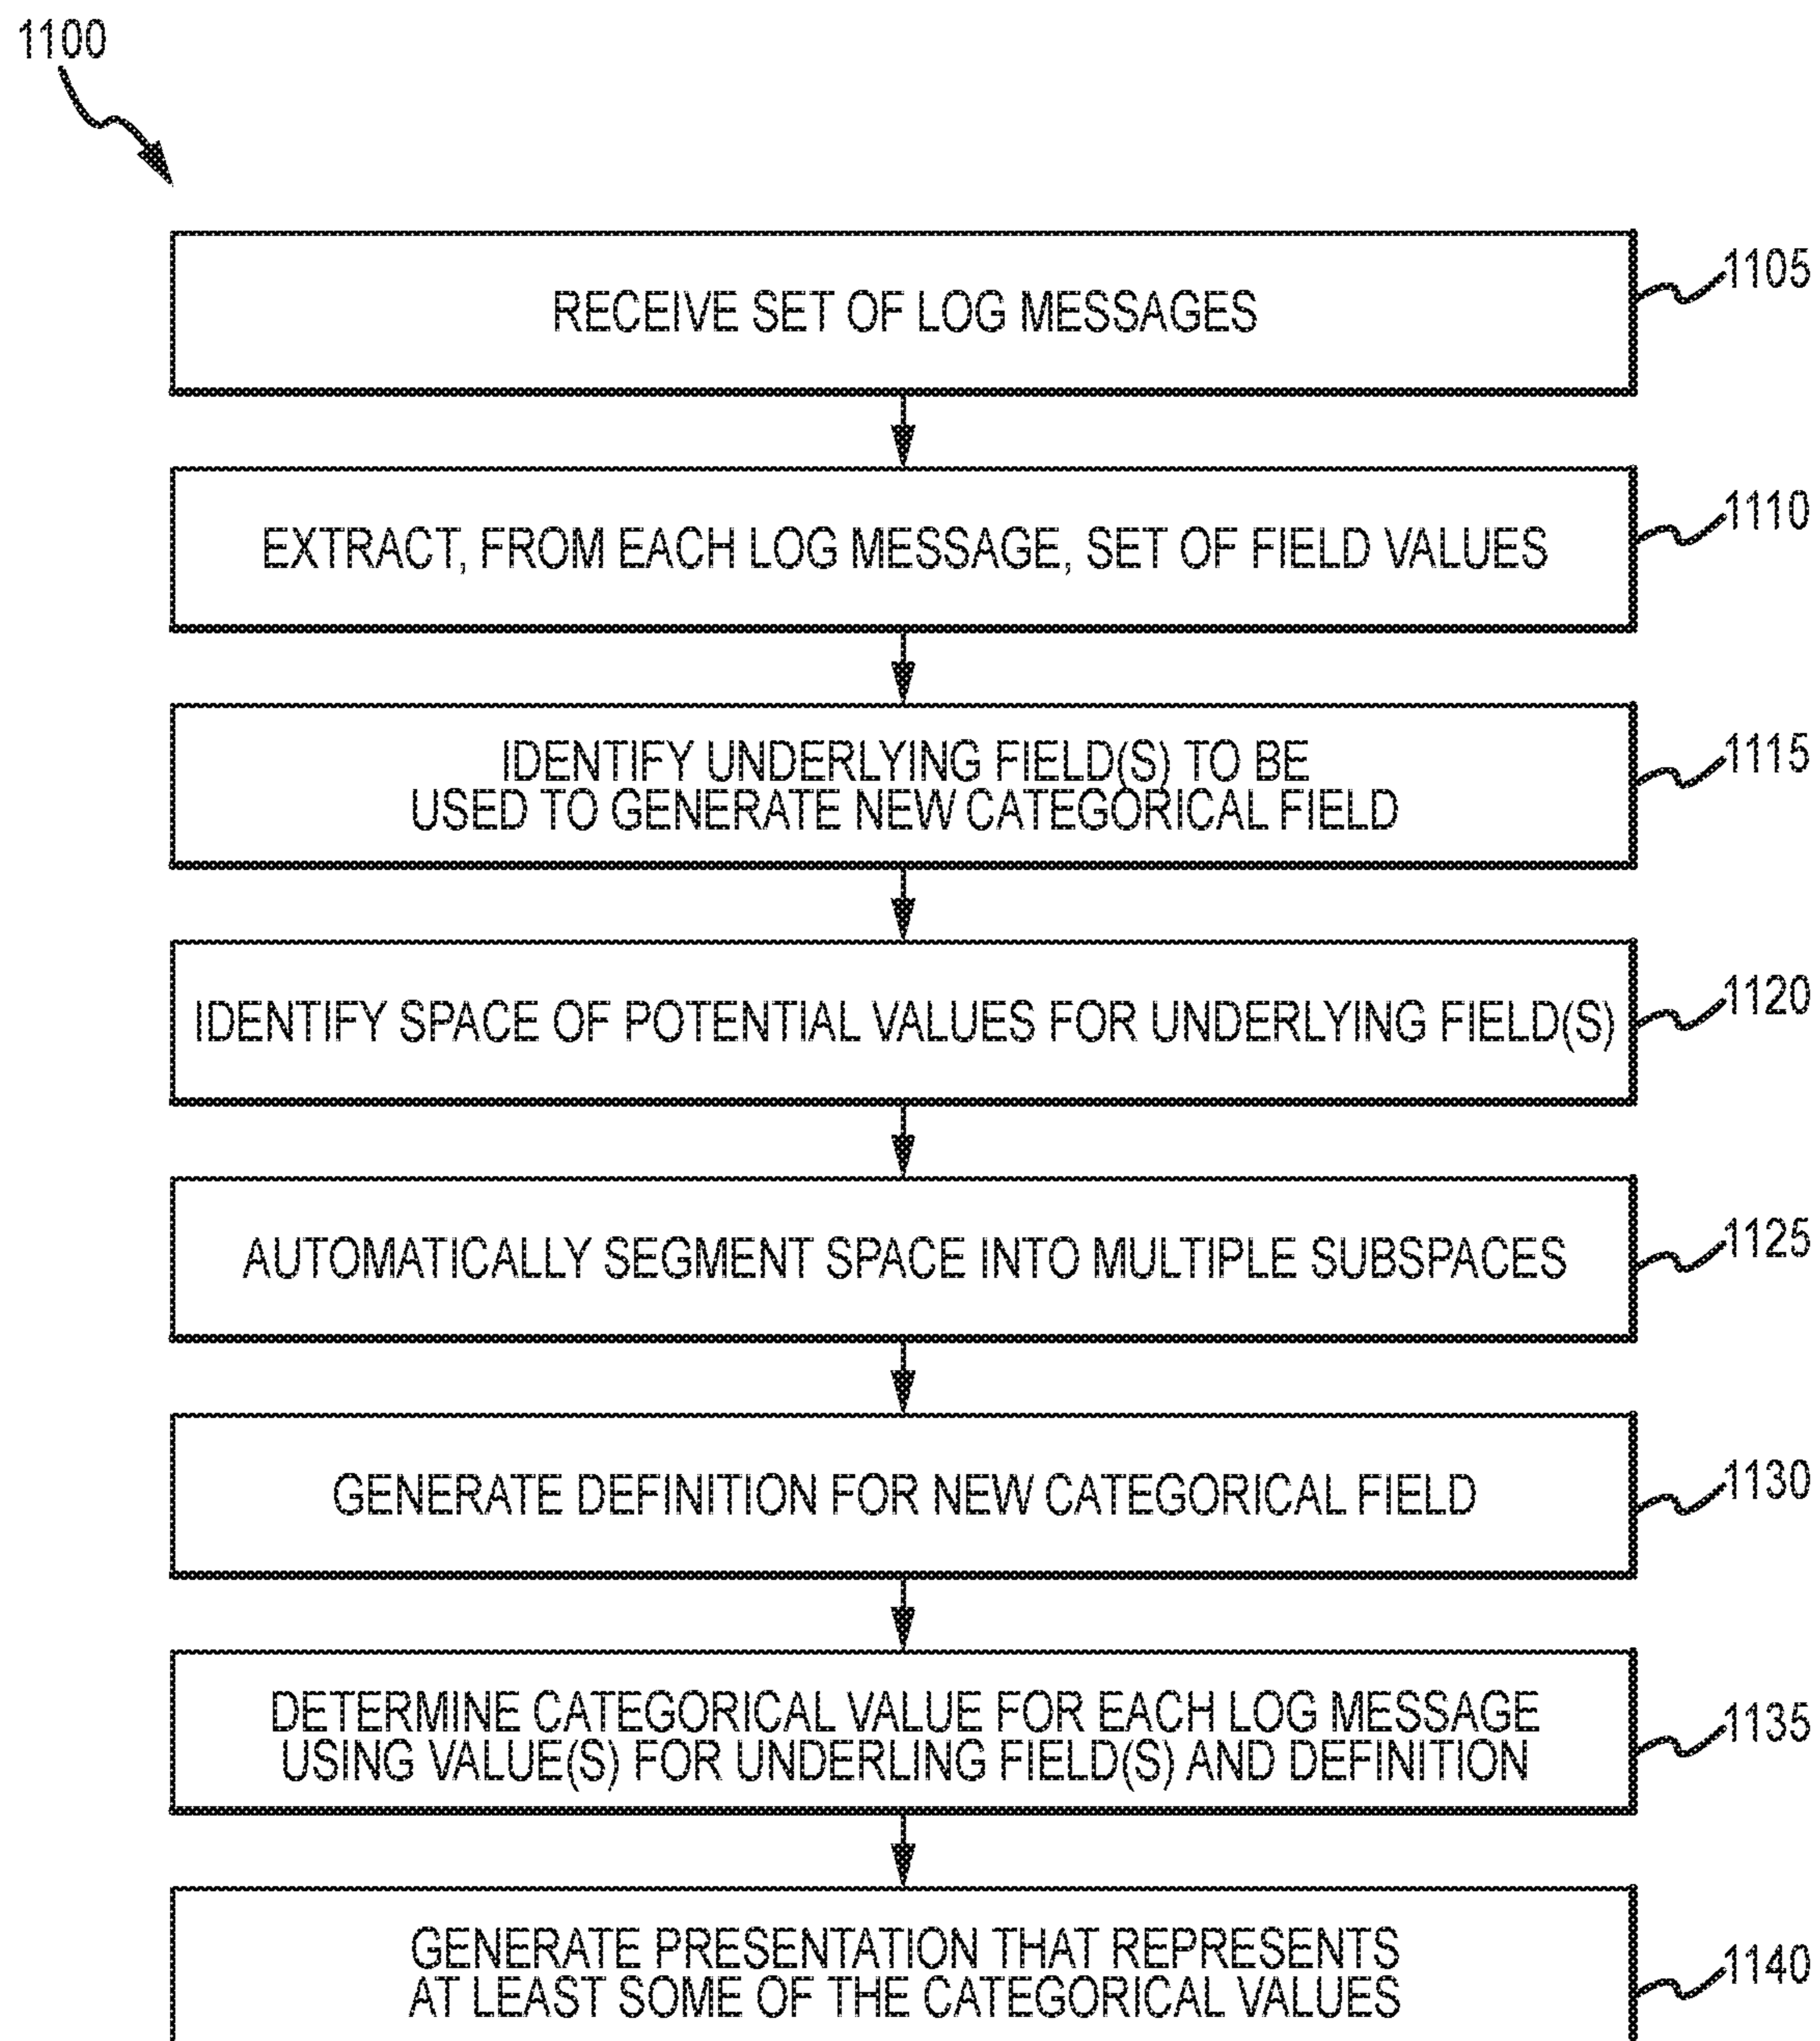 1100
RECEIVE SET OF LOG MESSAGES
1105
EXTRACT, FROM EACH LOG MESSAGE, SET OF FIELD VALUES
1110
IDENTIFY UNDERLYING FIELD(S) TO BE
USED TO GENERATE NEW CATEGORICAL FIELD
1115
IDENTIFY SPACE OF POTENTIAL VALUES FOR UNDERLYING FIELD(S)
1120
AUTOMATICALLY SEGMENT SPACE INTO MULTIPLE SUBSPACES
1125
GENERATE DEFINITION FOR NEW CATEGORICAL FIELD
1130
DETERMINE CATEGORICAL VALUE FOR EACH LOG MESSAGE
USING VALUE(S) FOR UNDERLING FIELD(S) AND DEFINITION
1135
GENERATE PRESENTATION THAT REPRESENTS
AT LEAST SOME OF THE CATEGORICAL VALUES
1140